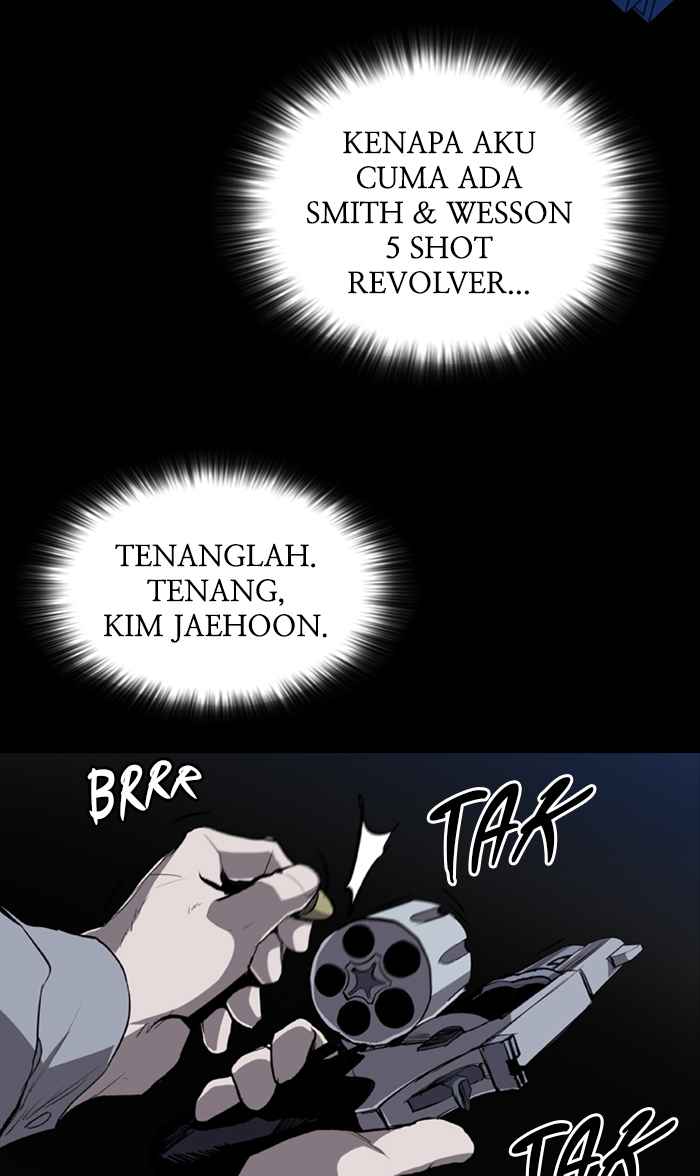 KENAPA AKU
CUMA ADA
SMITH & WESSON
5 SHOT
REVOLVER...
TENANGLAH.
TENANG,
KIM JAEHOON.
BRRR
TAK
TAK